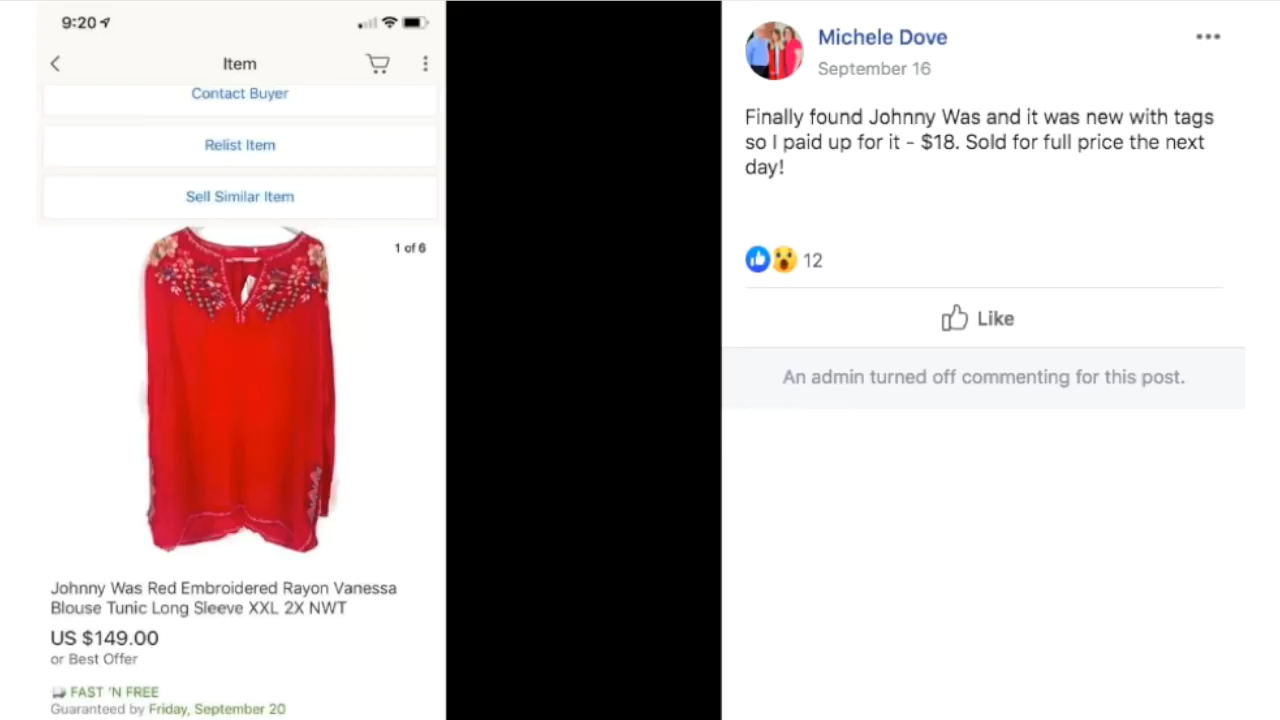 9:20
Item
Contact Buyer
Relist Item
Sell Similar Item
1 of 6
Johnny Was Red Embroidered Rayon Vanessa
Blouse Tunic Long Sleeve XXL 2X NWT
US $149.00
or Best Offer
FAST 'N FREE
Guaranteed by Friday, September 20
Michele Dove
September 16
Finally found Johnny Was and it was new with tags
so I paid up for it - $18. Sold for full price the next
day!
12
Like
An admin turned off commenting for this post.